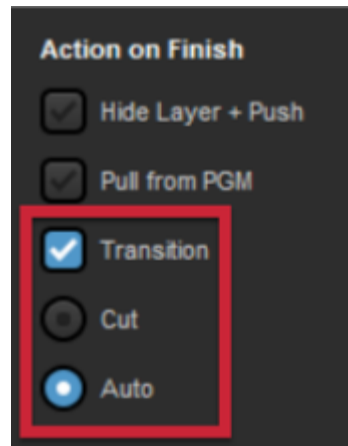 Action on Finish
Hide Layer + Push
Pull from PGM
Transition
Cut
Auto